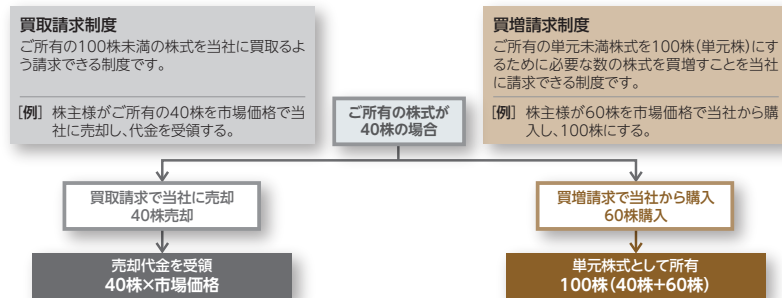 買取請求制度
ご所有の100株未満の株式を当社に買取るよ
う請求できる制度です。
[例] 株主様がご所有の40株を市場価格で当
社に売却し、代金を受領する。
買増請求制度
ご所有の単元未満株式を100株(単元株)にす
るために必要な数の株式を買増すことを当社
に請求できる制度です。
[例] 株主様が60株を市場価格で当社から購
入し、100株にする。
ご所有の株式が
40株の場合
買取請求で当社に売却
40株売却
買増請求で当社から購入
60株購入
売却代金を受領
40株×市場価格
単元株式として所有
100株(40株+60株)